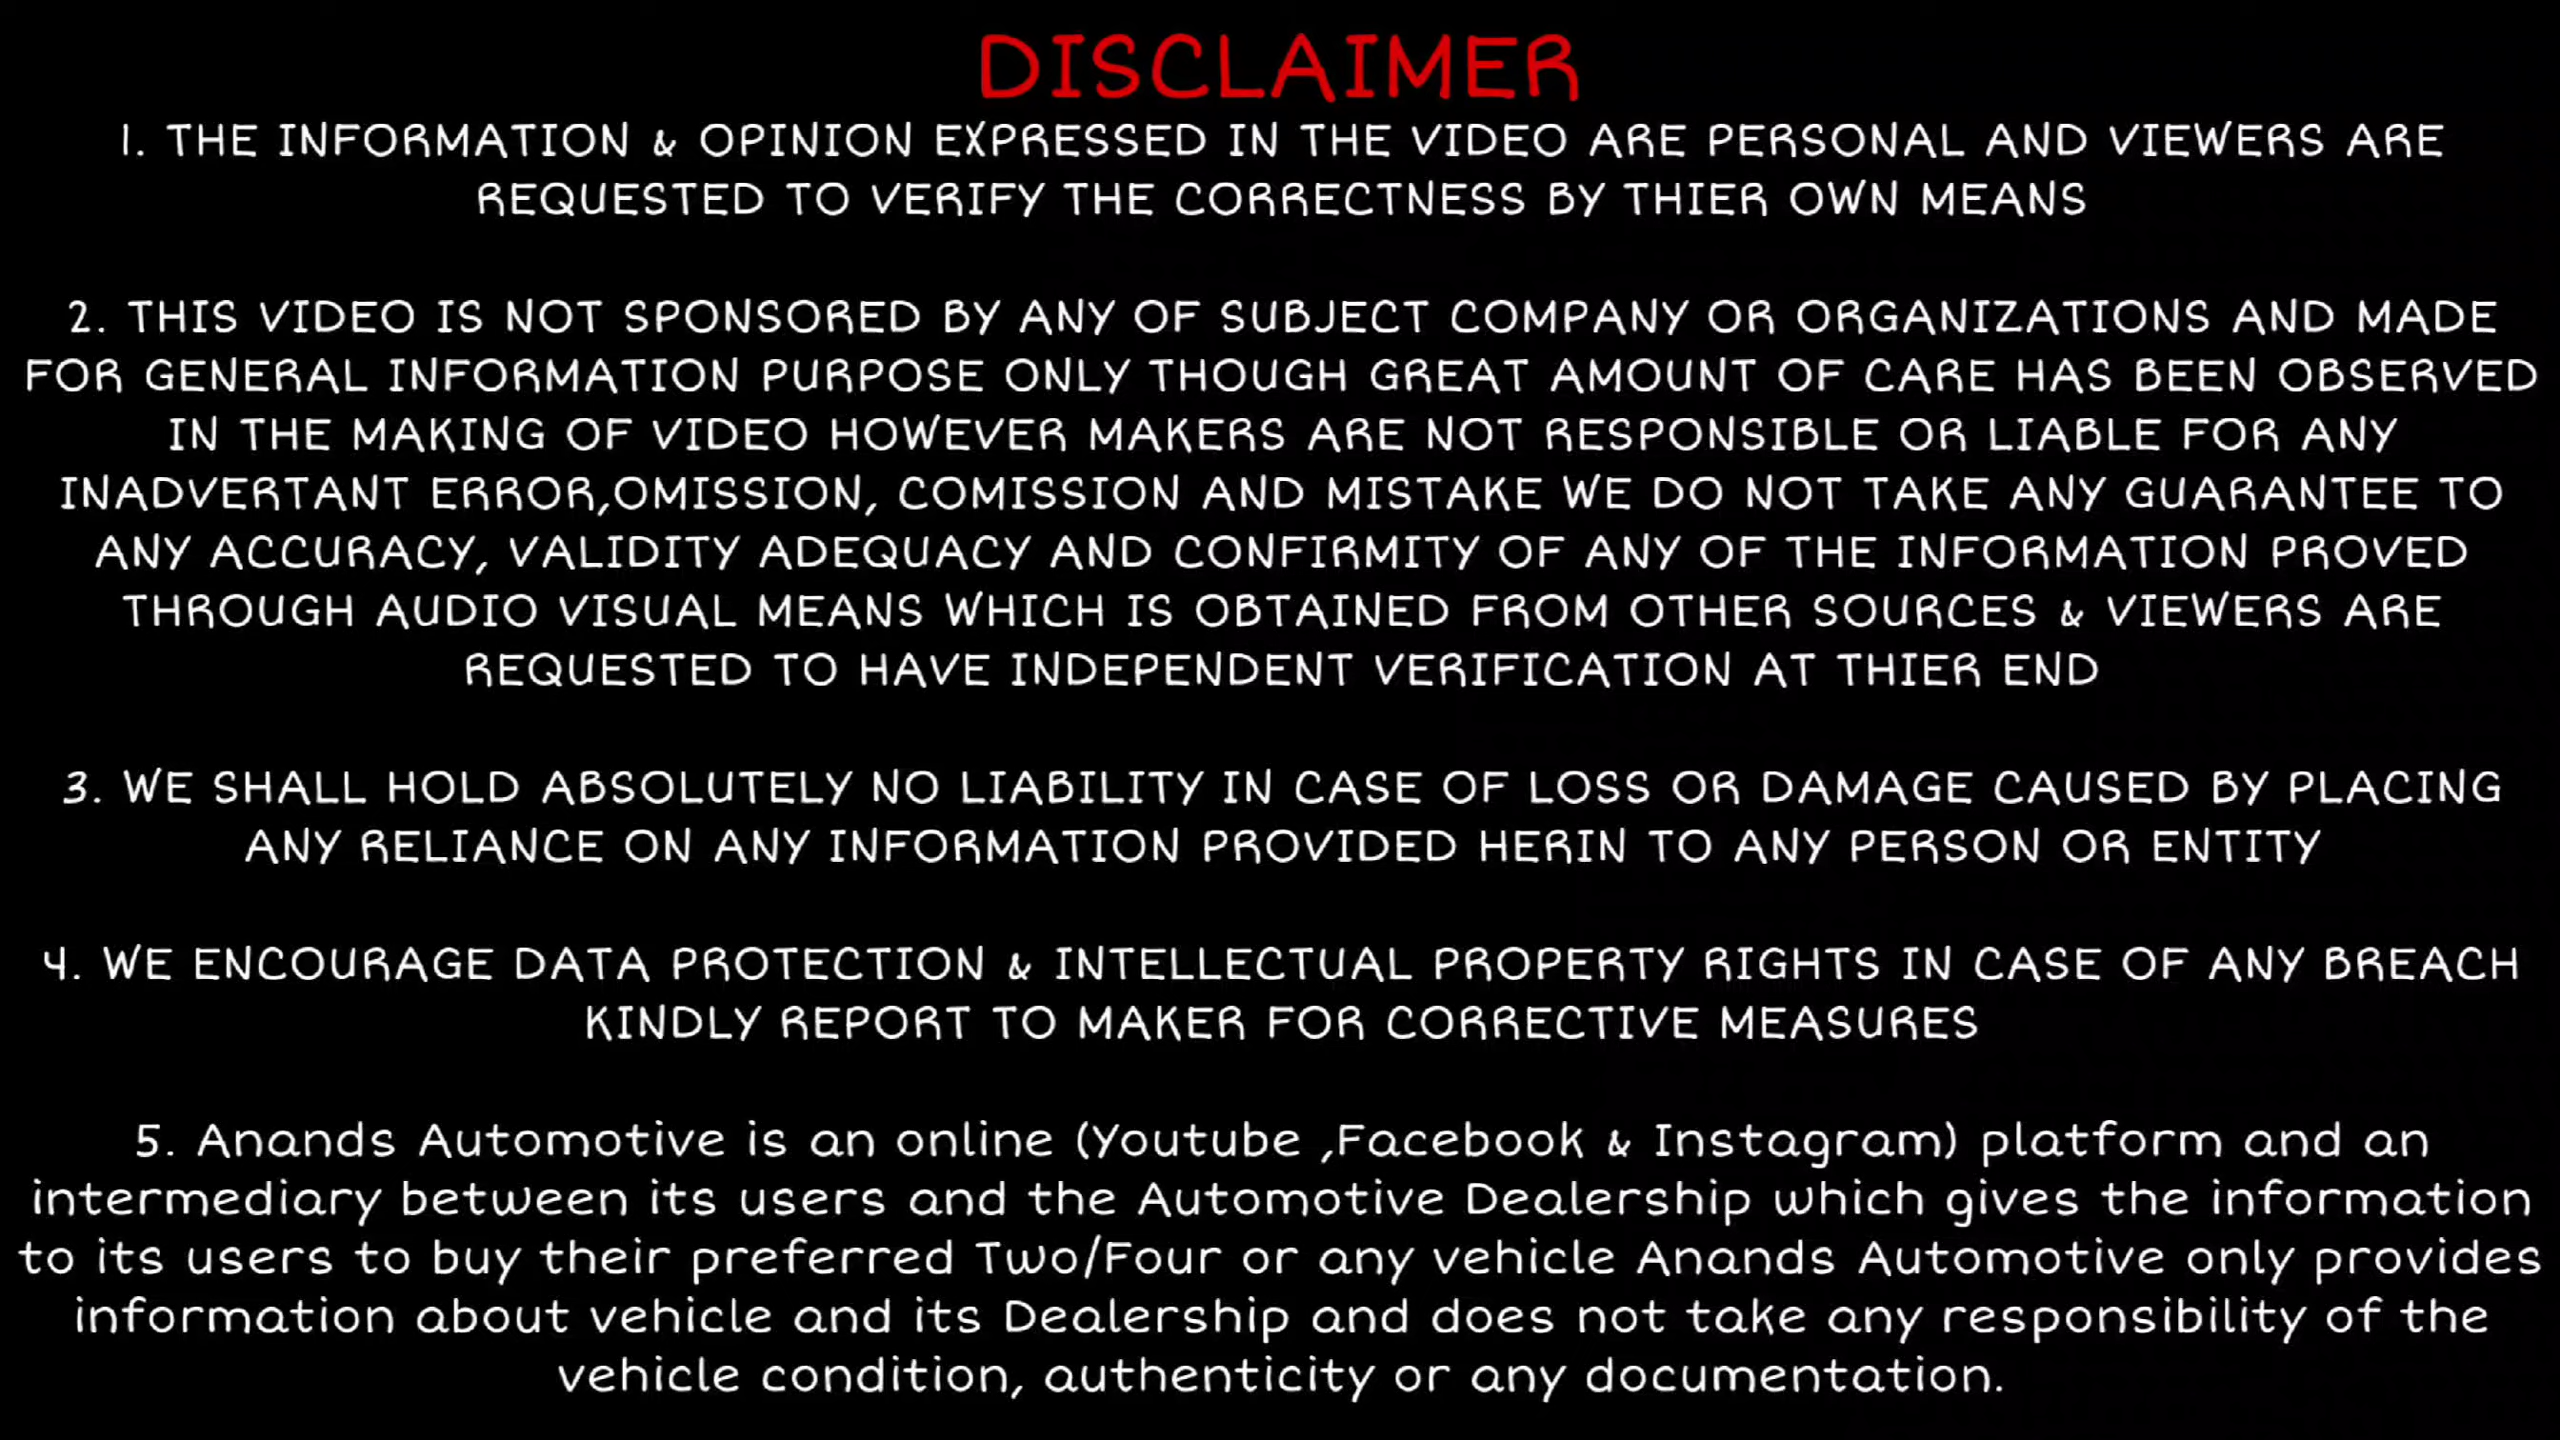 DISCLAIMER
1. THE INFORMATION & OPINION EXPRESSED IN THE VIDEO ARE PERSONAL AND VIEWERS ARE
REQUESTED TO VERIFY THE CORRECTNESS BY THIER OWN MEANS
2. THIS VIDEO IS NOT SPONSORED BY ANY OF SUBJECT COMPANY OR ORGANIZATIONS AND MADE
FOR GENERAL INFORMATION PURPOSE ONLY THOUGH GREAT AMOUNT OF CARE HAS BEEN OBSERVED
IN THE MAKING OF VIDEO HOWEVER MAKERS ARE NOT RESPONSIBLE OR LIABLE FOR ANY
INADVERTANT ERROR,OMISSION, COMISSION AND MISTAKE WE DO NOT TAKE ANY GUARANTEE TO
ANY ACCURACY, VALIDITY ADEQUACY AND CONFIRMITY OF ANY OF THE INFORMATION PROVED
THROUGH AUDIO VISUAL MEANS WHICH IS OBTAINED FROM OTHER SOURCES & VIEWERS ARE
REQUESTED TO HAVE INDEPENDENT VERIFICATION AT THIER END
3. WE SHALL HOLD ABSOLUTELY NO LIABILITY IN CASE OF LOSS OR DAMAGE CAUSED BY PLACING
ANY RELIANCE ON ANY INFORMATION PROVIDED HERIN TO ANY PERSON OR ENTITY
4. WE ENCOURAGE DATA PROTECTION & INTELLECTUAL PROPERTY RIGHTS IN CASE OF ANY BREACH
KINDLY REPORT TO MAKER FOR CORRECTIVE MEASURES
5. Anands Automotive is an online (Youtube ,Facebook & Instagram) platform and an
intermediary between its users and the Automotive Dealership which gives the information
to its users to buy their preferred Two/Four or any vehicle Anands Automotive only provides
information about vehicle and its Dealership and does not take any responsibility of the
vehicle condition, authenticity or any documentation.